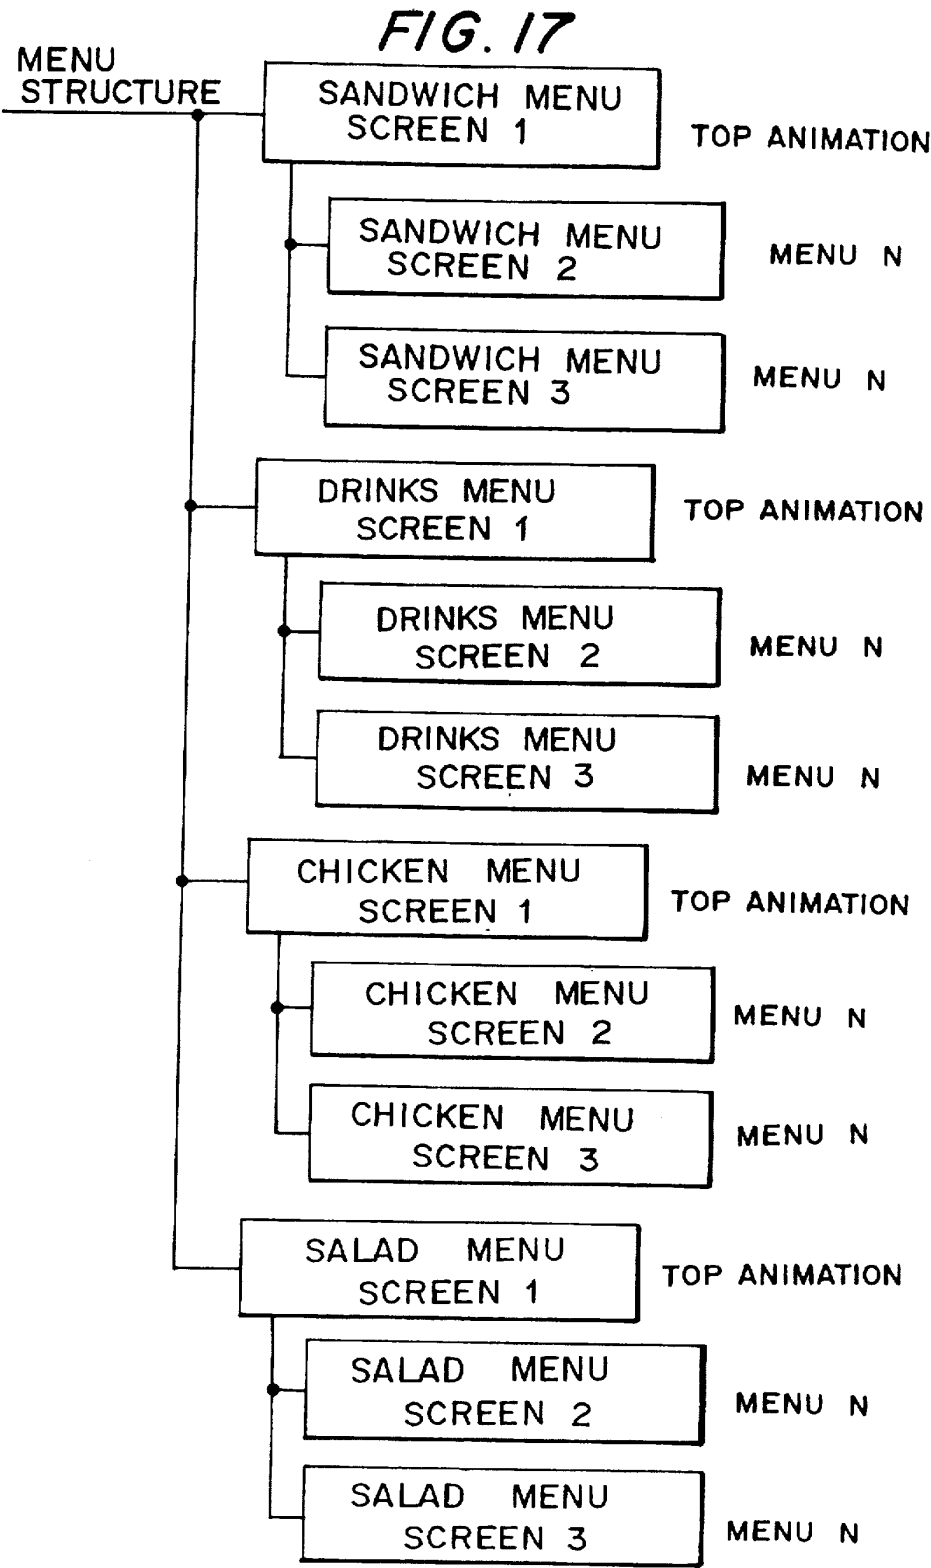 FIG. 17
MENU
STRUCTURE
SANDWICH MENU
SCREEN 1
TOP ANIMATION
SANDWICH MENU
SCREEN 2
MENU N
SANDWICH MENU
SCREEN 3
MENU N
DRINKS MENU
SCREEN 1
TOP ANIMATION
DRINKS MENU
SCREEN 2
MENU N
DRINKS MENU
SCREEN 3
MENU N
CHICKEN MENU
SCREEN 1
TOP ANIMATION
CHICKEN MENU
SCREEN 2
MENU N
CHICKEN MENU
SCREEN 3
MENU N
SALAD MENU
SCREEN 1
TOP ANIMATION
SALAD MENU
SCREEN 2
MENU N
SALAD MENU
SCREEN 3
MENU N